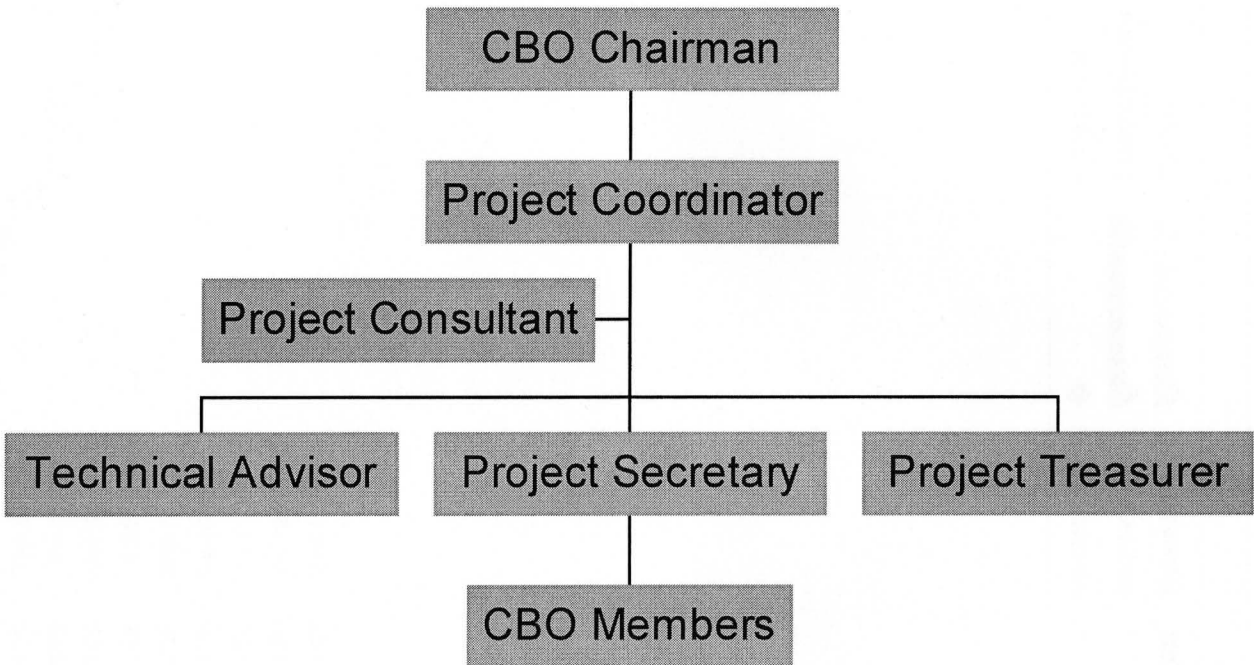 CBO Chairman
Project Coordinator
Project Consultant
Technical Advisor
Project Secretary
Project Treasurer
CBO Members